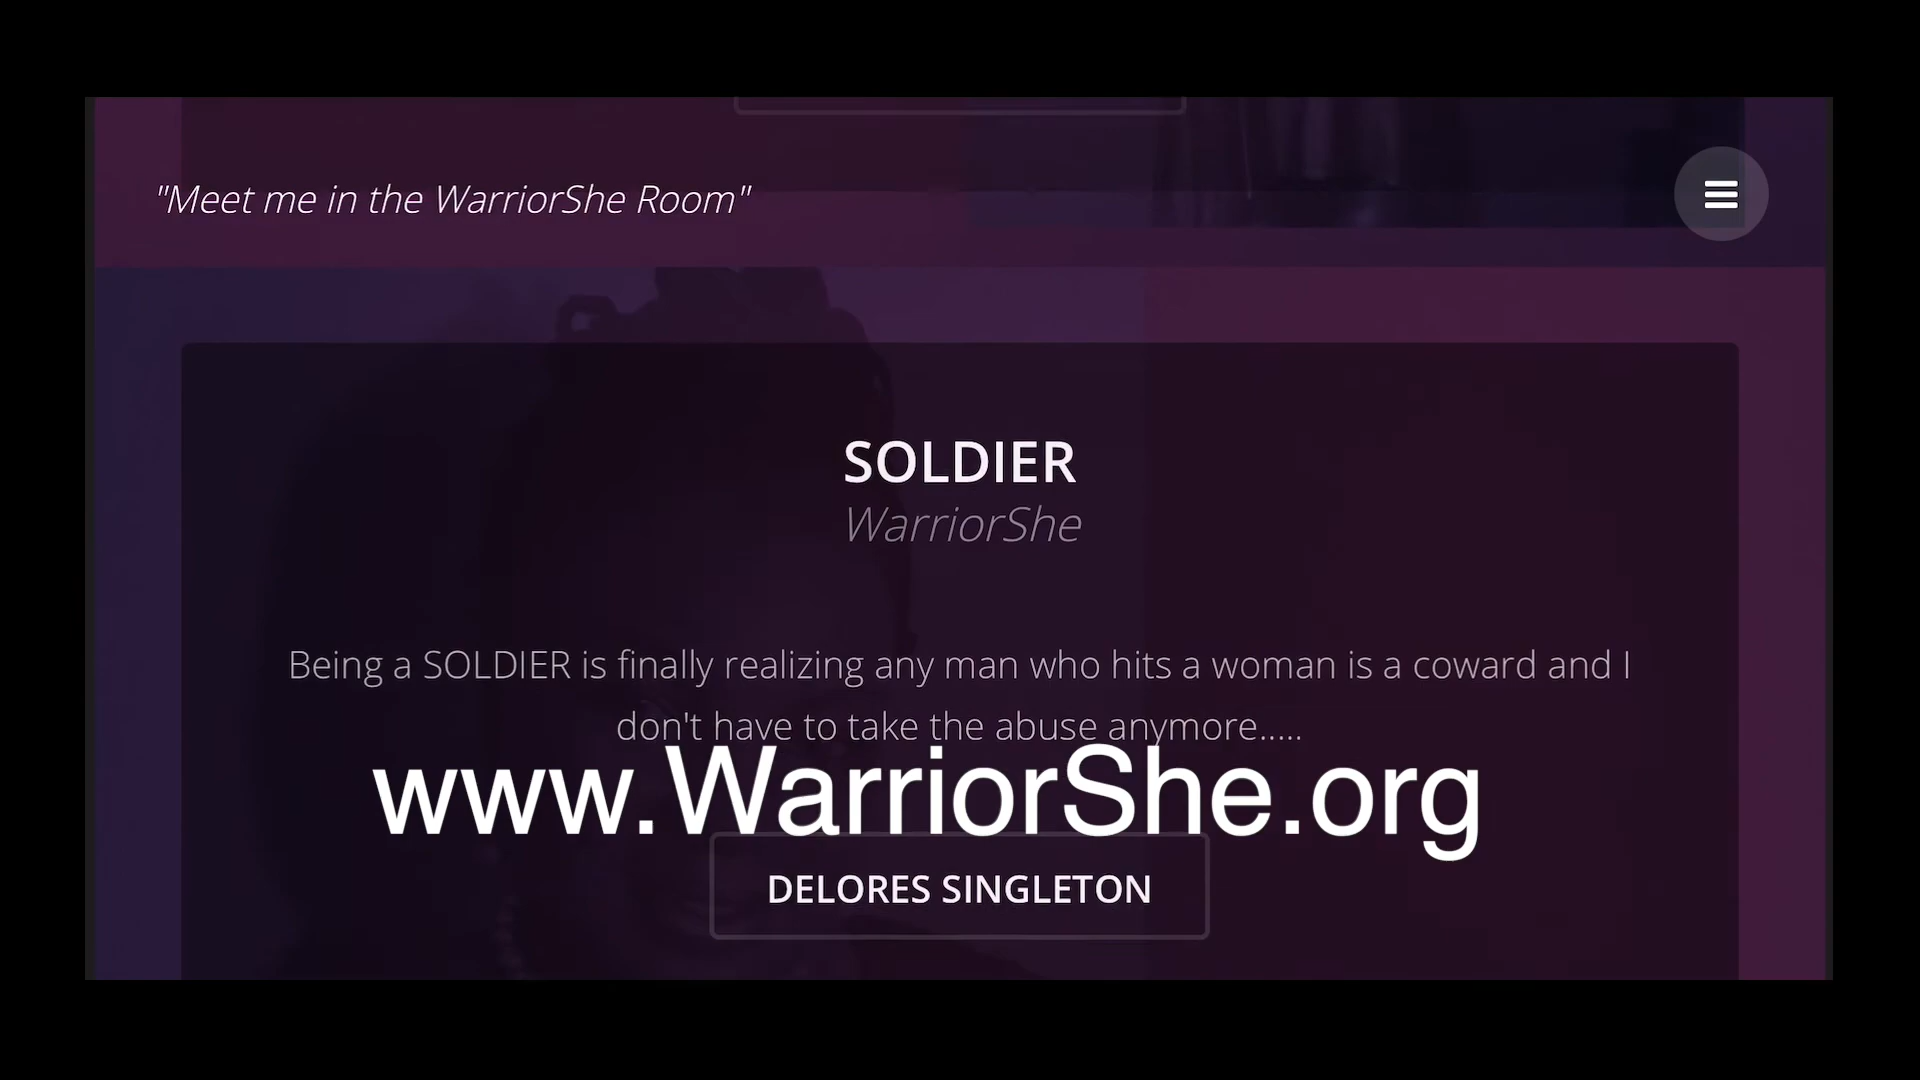 "Meet me in the WarriorShe Room"
SOLDIER
WarriorShe
Being a SOLDIER is finally realizing any man who hits a woman is a coward and I
don't have to take the abuse anymore.....
www.WarriorShe.org
DELORES SINGLETON